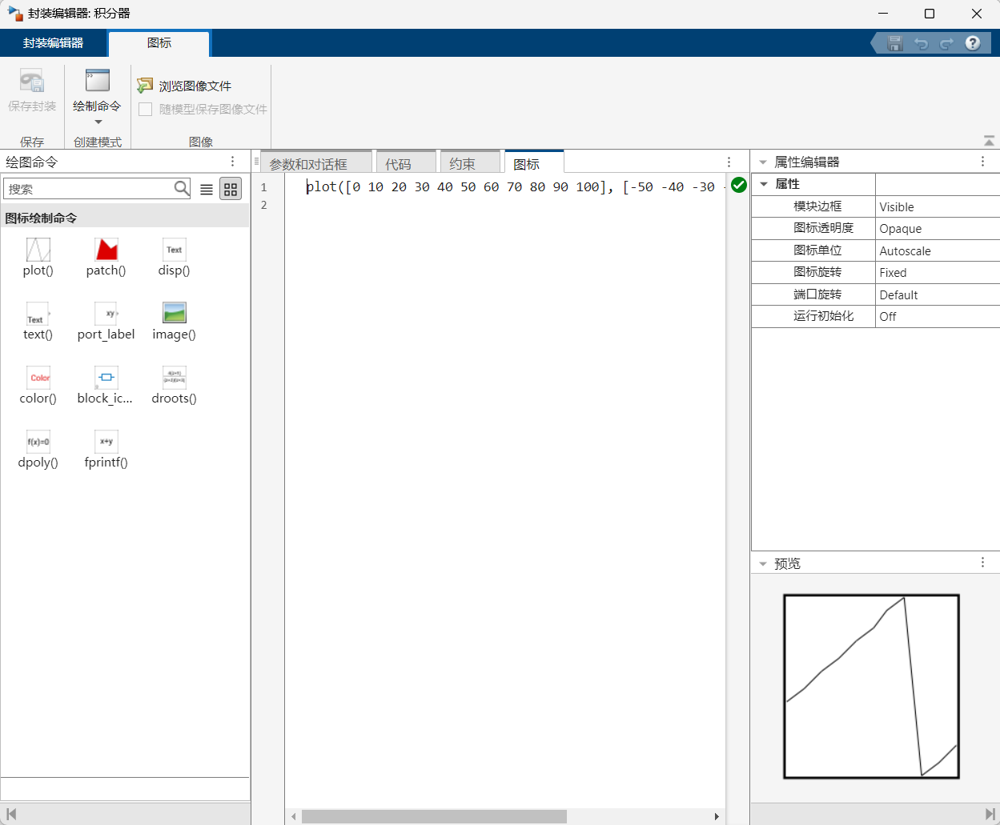 封装编辑器: 积分器
封装编辑器
图标
保存封装
绘制命令
浏览图像文件
随模型保存图像文件
保存
创建模式
图像
绘图命令
搜索
图标绘制命令
plot()
patch()
Text
disp()
Text
text()
xy
port_label
image()
Color
color()
block_ic...
droots()
f(x)=0
dpoly()
x+y
fprintf()
参数和对话框
代码
约束
图标
1
plot([0 10 20 30 40 50 60 70 80 90 100], [-50 -40 -30 -
2
属性编辑器
属性
模块边框 Visible
图标透明度 Opaque
图标单位 Autoscale
图标旋转 Fixed
端口旋转 Default
运行初始化 Off
预览